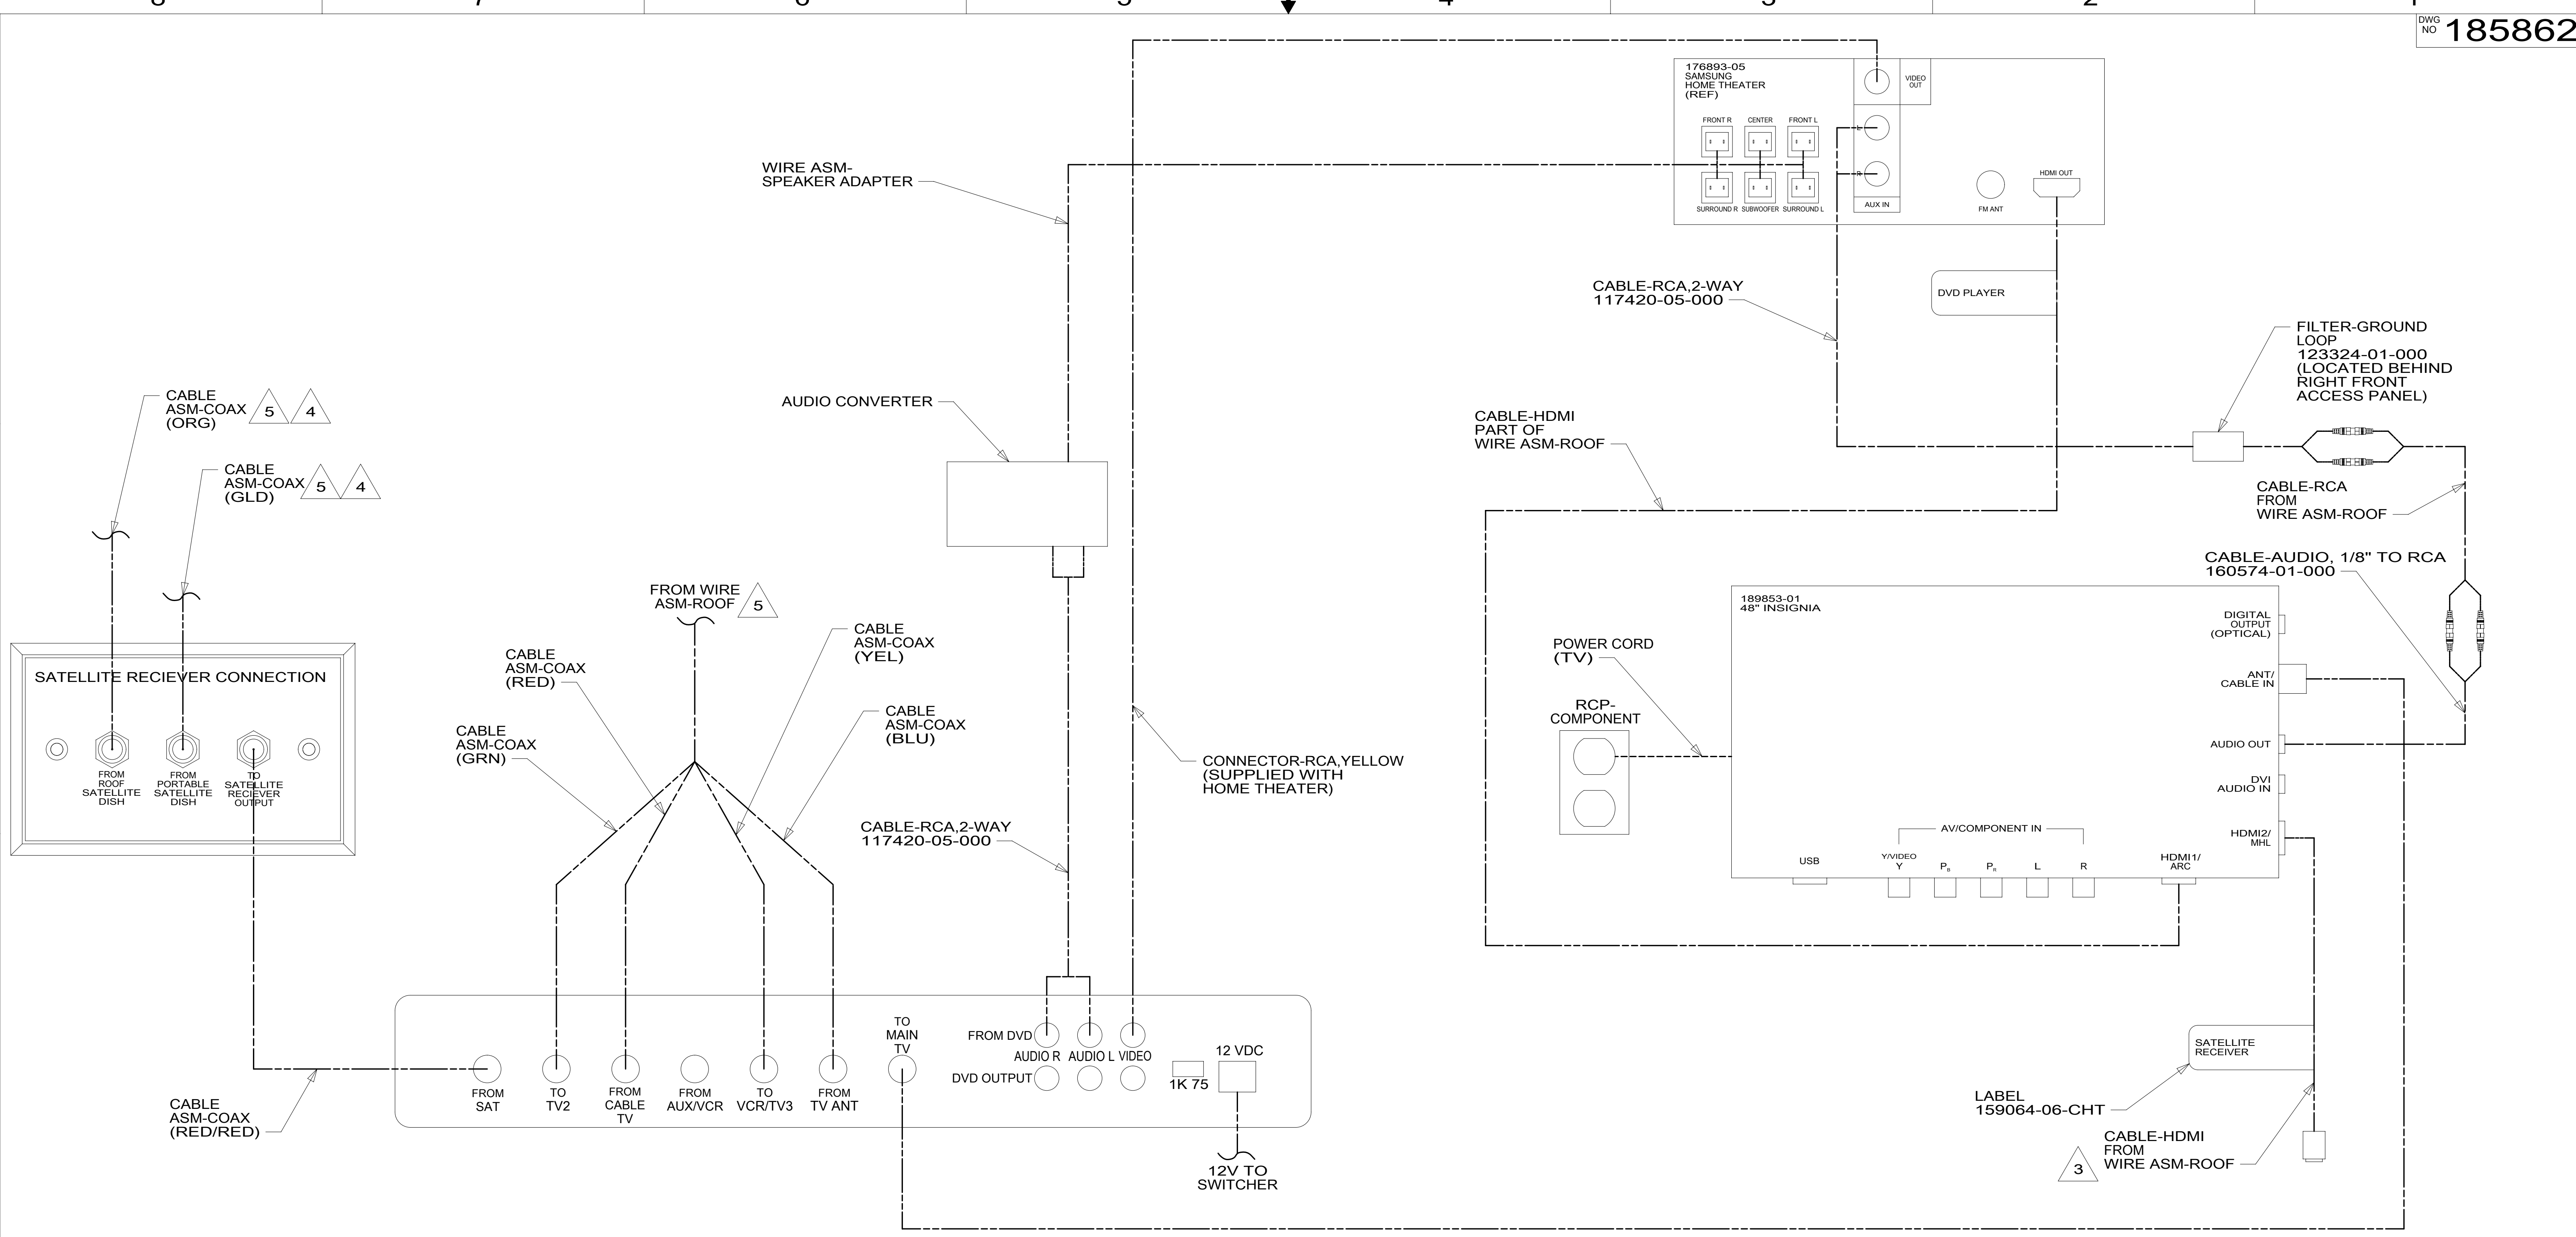 DWG
NO 185862
176893-05
SAMSUNG
HOME THEATER
(REF)
VIDEO
OUT
FRONT R
CENTER
FRONT L
L
R
SURROUND R
SUBWOOFER
SURROUND L
AUX IN
FM ANT
HDMI OUT
WIRE ASM-
SPEAKER ADAPTER
CABLE-RCA,2-WAY
117420-05-000
DVD PLAYER
FILTER-GROUND
LOOP
123324-01-000
(LOCATED BEHIND
RIGHT FRONT
ACCESS PANEL)
CABLE
ASM-COAX
(ORG)
5
4
AUDIO CONVERTER
CABLE-HDMI
PART OF
WIRE ASM-ROOF
CABLE
ASM-COAX
(GLD)
5
4
CABLE-RCA
FROM
WIRE ASM-ROOF
CABLE-AUDIO, 1/8" TO RCA
160574-01-000
FROM WIRE
ASM-ROOF
5
CABLE
ASM-COAX
(YEL)
CABLE
ASM-COAX
(RED)
CABLE
ASM-COAX
(BLU)
CABLE
ASM-COAX
(GRN)
SATELLITE RECIEVER CONNECTION
FROM
ROOF
SATELLITE
DISH
FROM
PORTABLE
SATELLITE
DISH
TO
SATELLITE
RECIEVER
OUTPUT
189853-01
48" INSIGNIA
DIGITAL
OUTPUT
(OPTICAL)
POWER CORD
(TV)
ANT/
CABLE IN
RCP-
COMPONENT
AUDIO OUT
DVI
AUDIO IN
CONNECTOR-RCA,YELLOW
(SUPPLIED WITH
HOME THEATER)
CABLE-RCA,2-WAY
117420-05-000
AV/COMPONENT IN
HDMI2/
MHL
USB
Y/VIDEO
Y
PB
PR
L
R
HDMI1/
ARC
TO
MAIN
TV
FROM DVD
AUDIO R
AUDIO L
VIDEO
DVD OUTPUT
12 VDC
1K 75
FROM
SAT
TO
TV2
FROM
CABLE
TV
FROM
AUX/VCR
TO
VCR/TV3
FROM
TV ANT
CABLE
ASM-COAX
(RED/RED)
12V TO
SWITCHER
SATELLITE
RECEIVER
LABEL
159064-06-CHT
CABLE-HDMI
FROM
WIRE ASM-ROOF
3